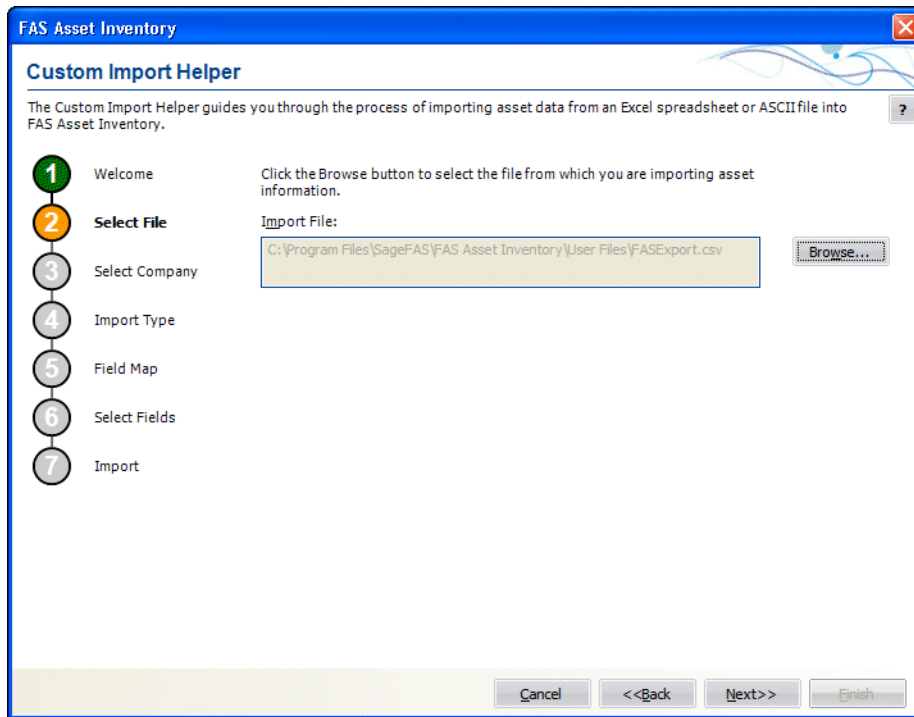 FAS Asset Inventory
Custom Import Helper
The Custom Import Helper guides you through the process of importing asset data from an Excel spreadsheet or ASCII file into
FAS Asset Inventory.
?
1 Welcome
Click the Browse button to select the file from which you are importing asset
information.
2 Select File
Import File:
C:\Program Files\SageFAS\FAS Asset Inventory\User Files\FASExport.csv
Browse...
3 Select Company
4 Import Type
5 Field Map
6 Select Fields
7 Import
Cancel <<Back Next>> Finish